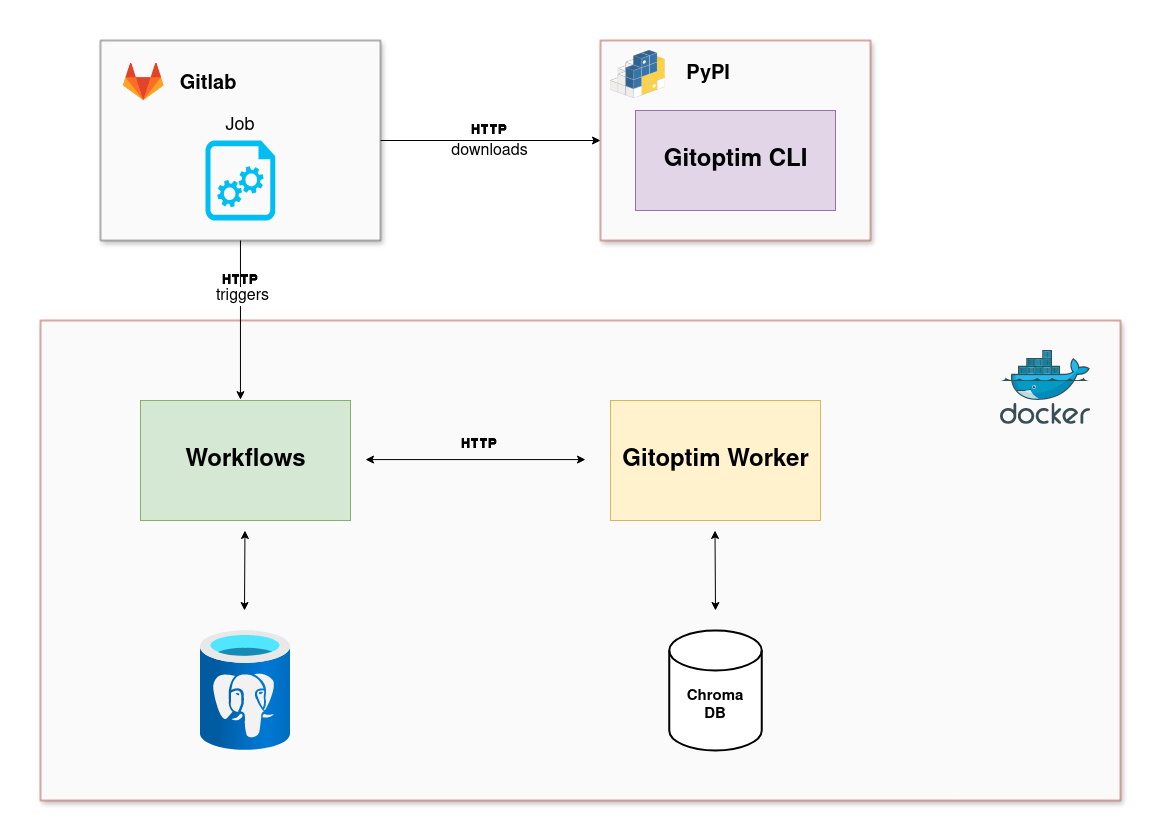 Gitlab
Job
HTTP
downloads
PyPI
Gitoptim CLI
HTTP
triggers
docker
Workflows
HTTP
Gitoptim Worker
Chroma
DB